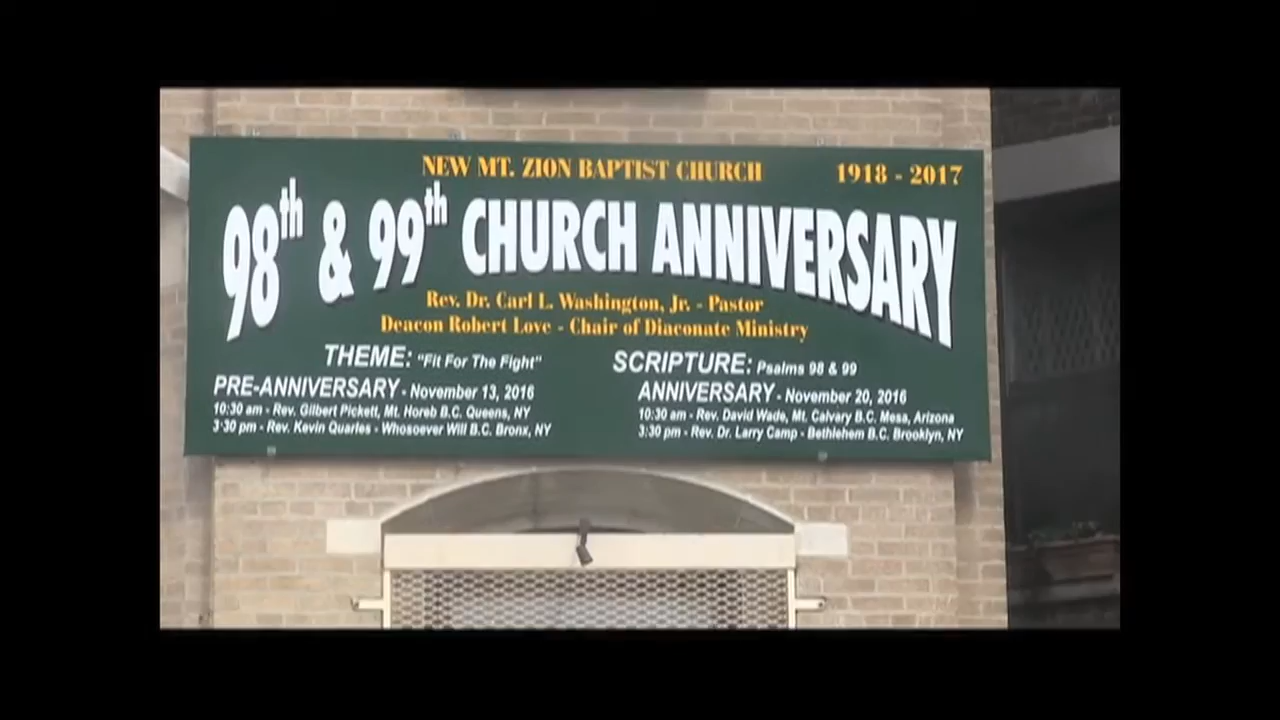 NEW MT. ZION BAPTIST CHURCH 1918 - 2017
98th & 99th CHURCH ANNIVERSARY
Rev. Dr. Carl L. Washington, Jr. - Pastor
Deacon Robert Love - Chair of Diaconate Ministry
THEME: "Fit For The Fight"
PRE-ANNIVERSARY - November 13, 2016
10:30 am - Rev. Gilbert Pickett, Mt. Horeb B.C. Queens, NY
3:30 pm - Rev. Kevin Quarles - Whosoever Will B.C. Bronx, NY
SCRIPTURE: Psalms 98 & 99
ANNIVERSARY - November 20, 2016
10:30 am - Rev. David Wade, Mt. Calvary B.C. Mesa, Arizona
3:30 pm - Rev. Dr. Larry Camp - Bethlehem B.C. Brooklyn, NY